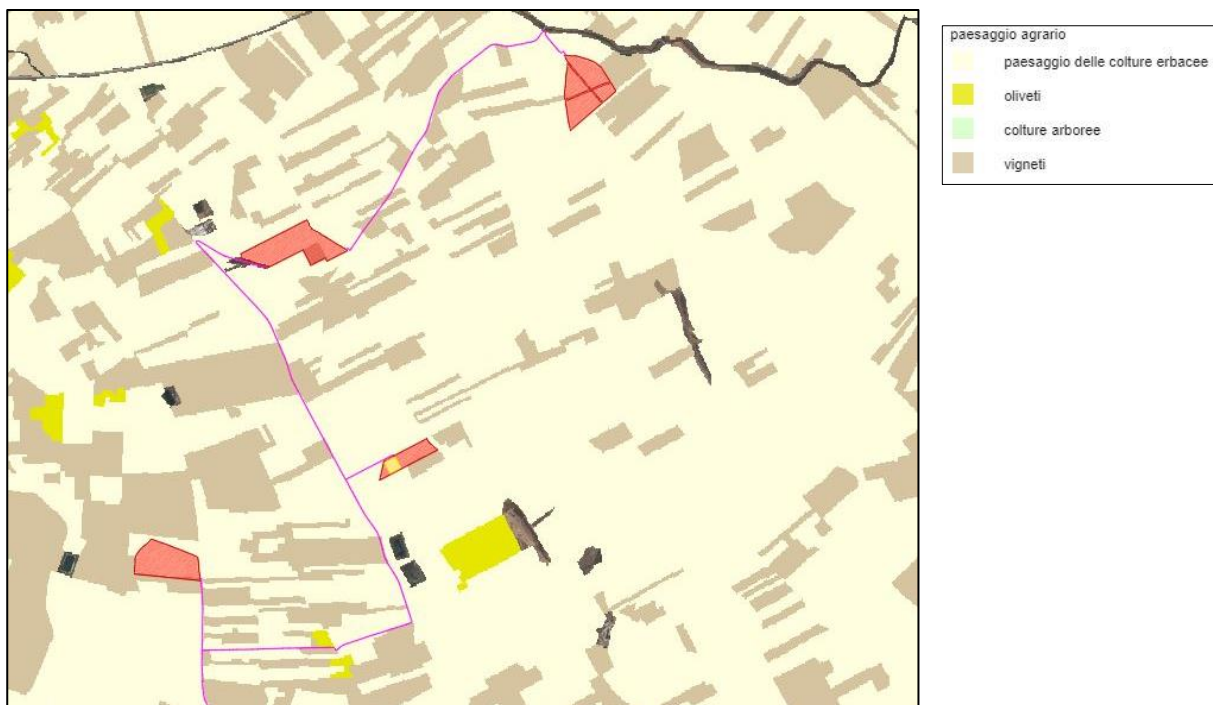 paesaggio agrario
paesaggio delle colture erbacee
oliveti
colture arboree
vigneti